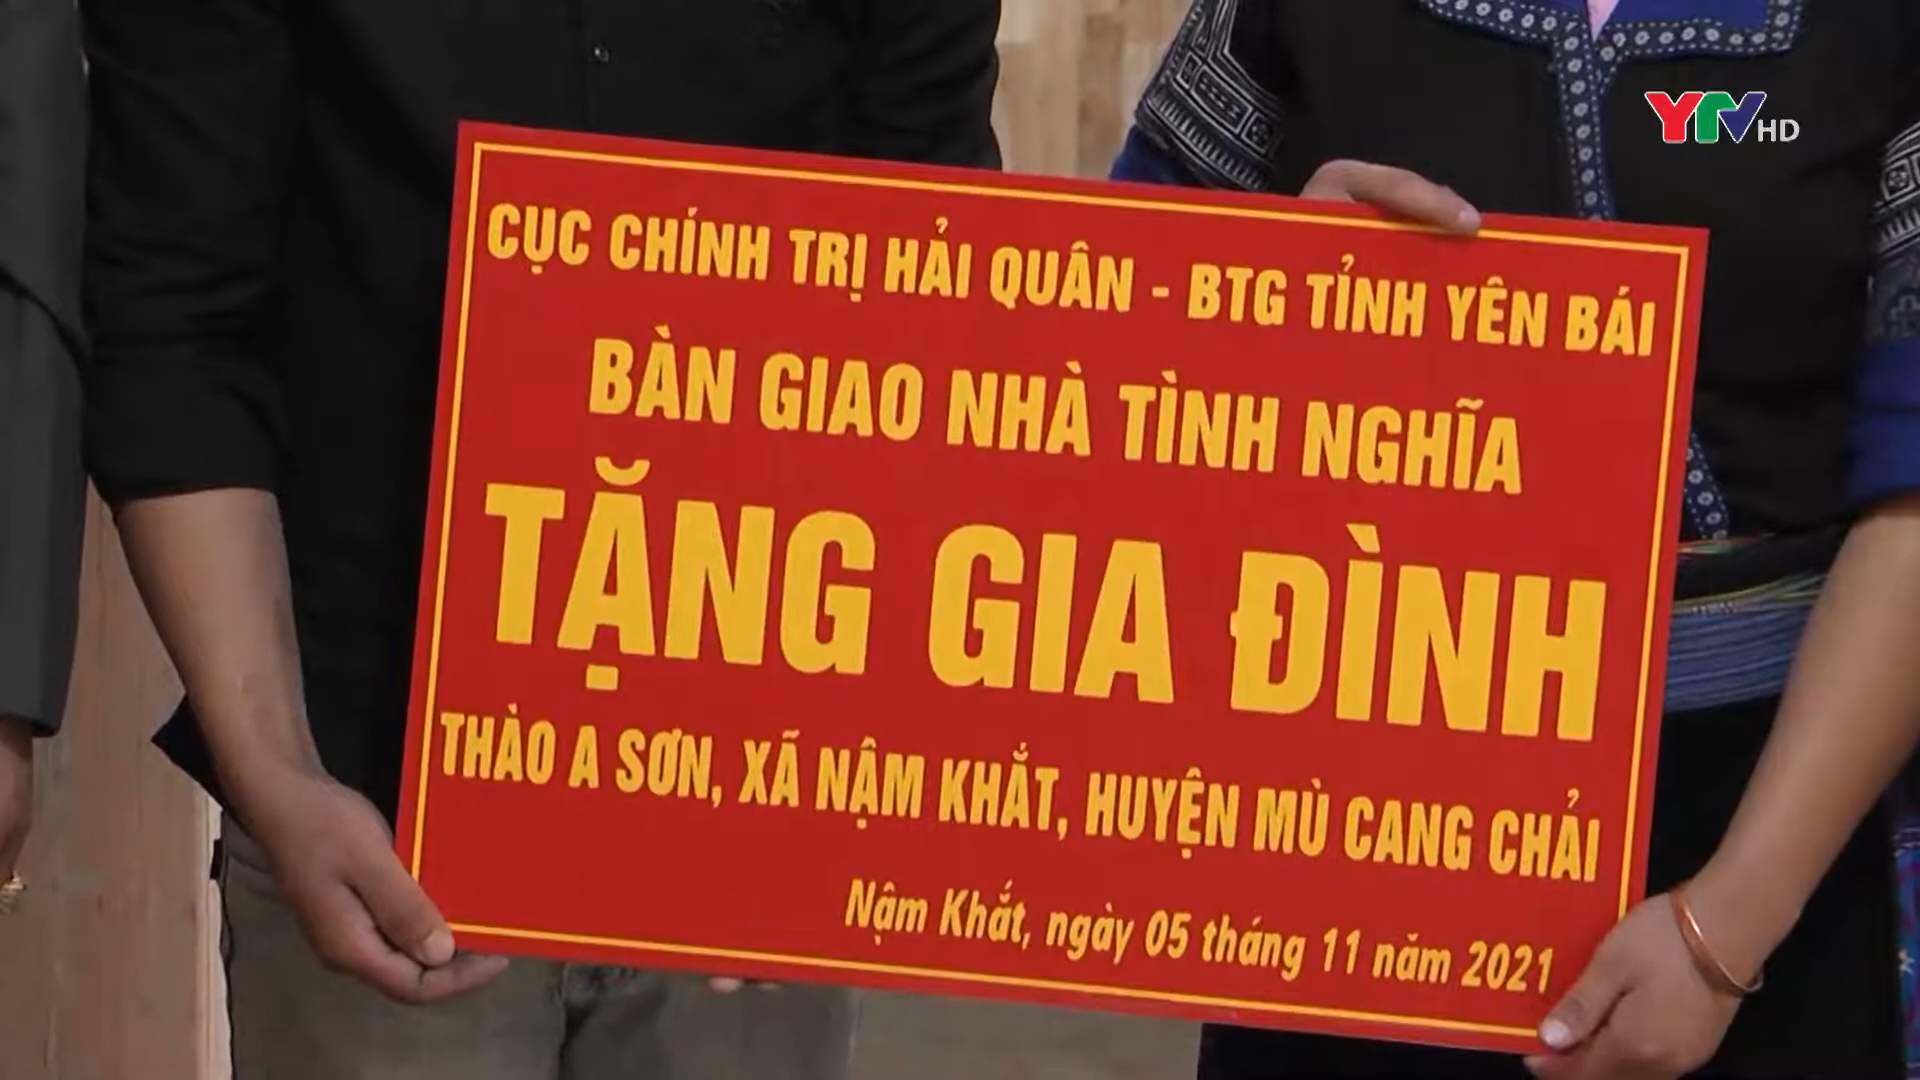 YTV HD
CỤC CHÍNH TRỊ HẢI QUÂN - BTG TỈNH YÊN BÁI
BÀN GIAO NHÀ TÌNH NGHĨA
TẶNG GIA ĐÌNH
THÀO A SƠN, XÃ NẬM KHẮT, HUYỆN MÙ CANG CHẢI
Nậm Khắt, ngày 05 tháng 11 năm 2021